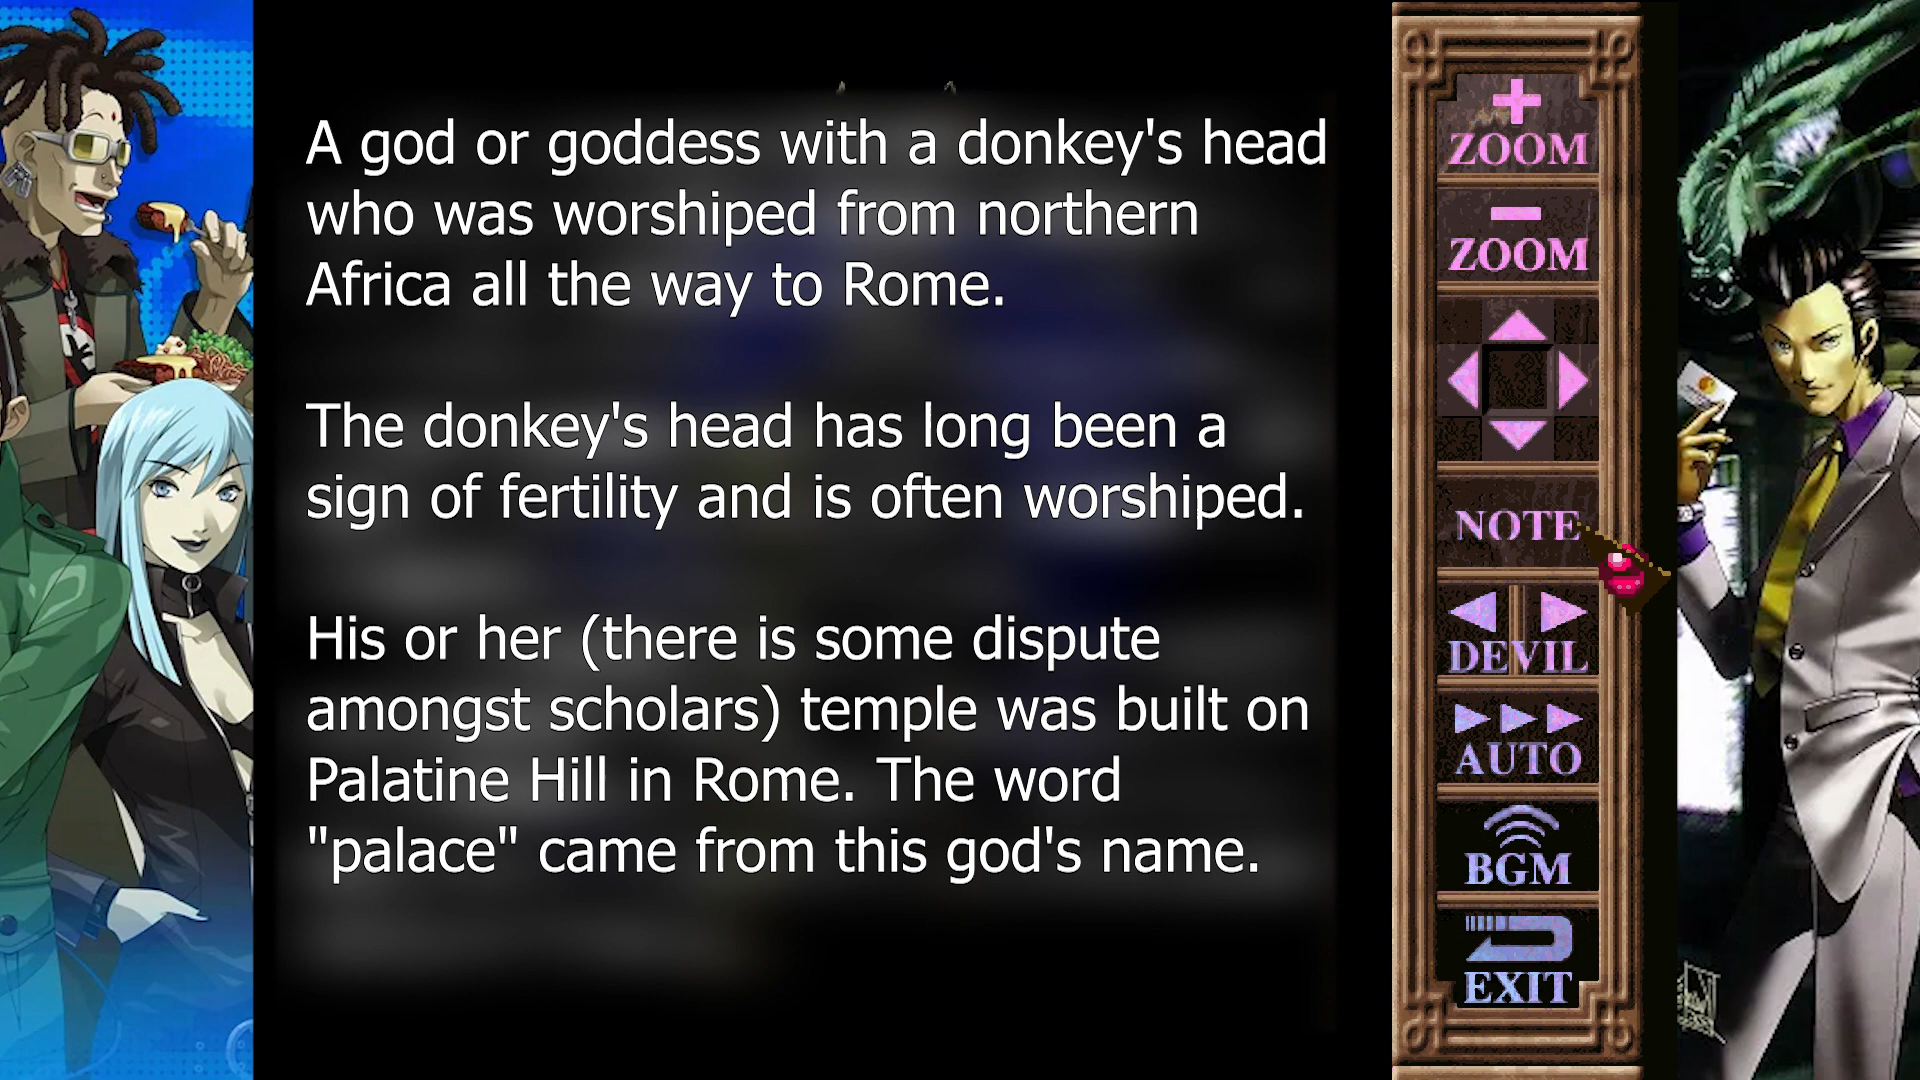 A god or goddess with a donkey's head
who was worshiped from northern
Africa all the way to Rome.
The donkey's head has long been a
sign of fertility and is often worshiped.
His or her (there is some dispute
amongst scholars) temple was built on
Palatine Hill in Rome. The word
"palace" came from this god's name.
ZOOM
ZOOM
NOTE
DEVIL
AUTO
BGM
EXIT